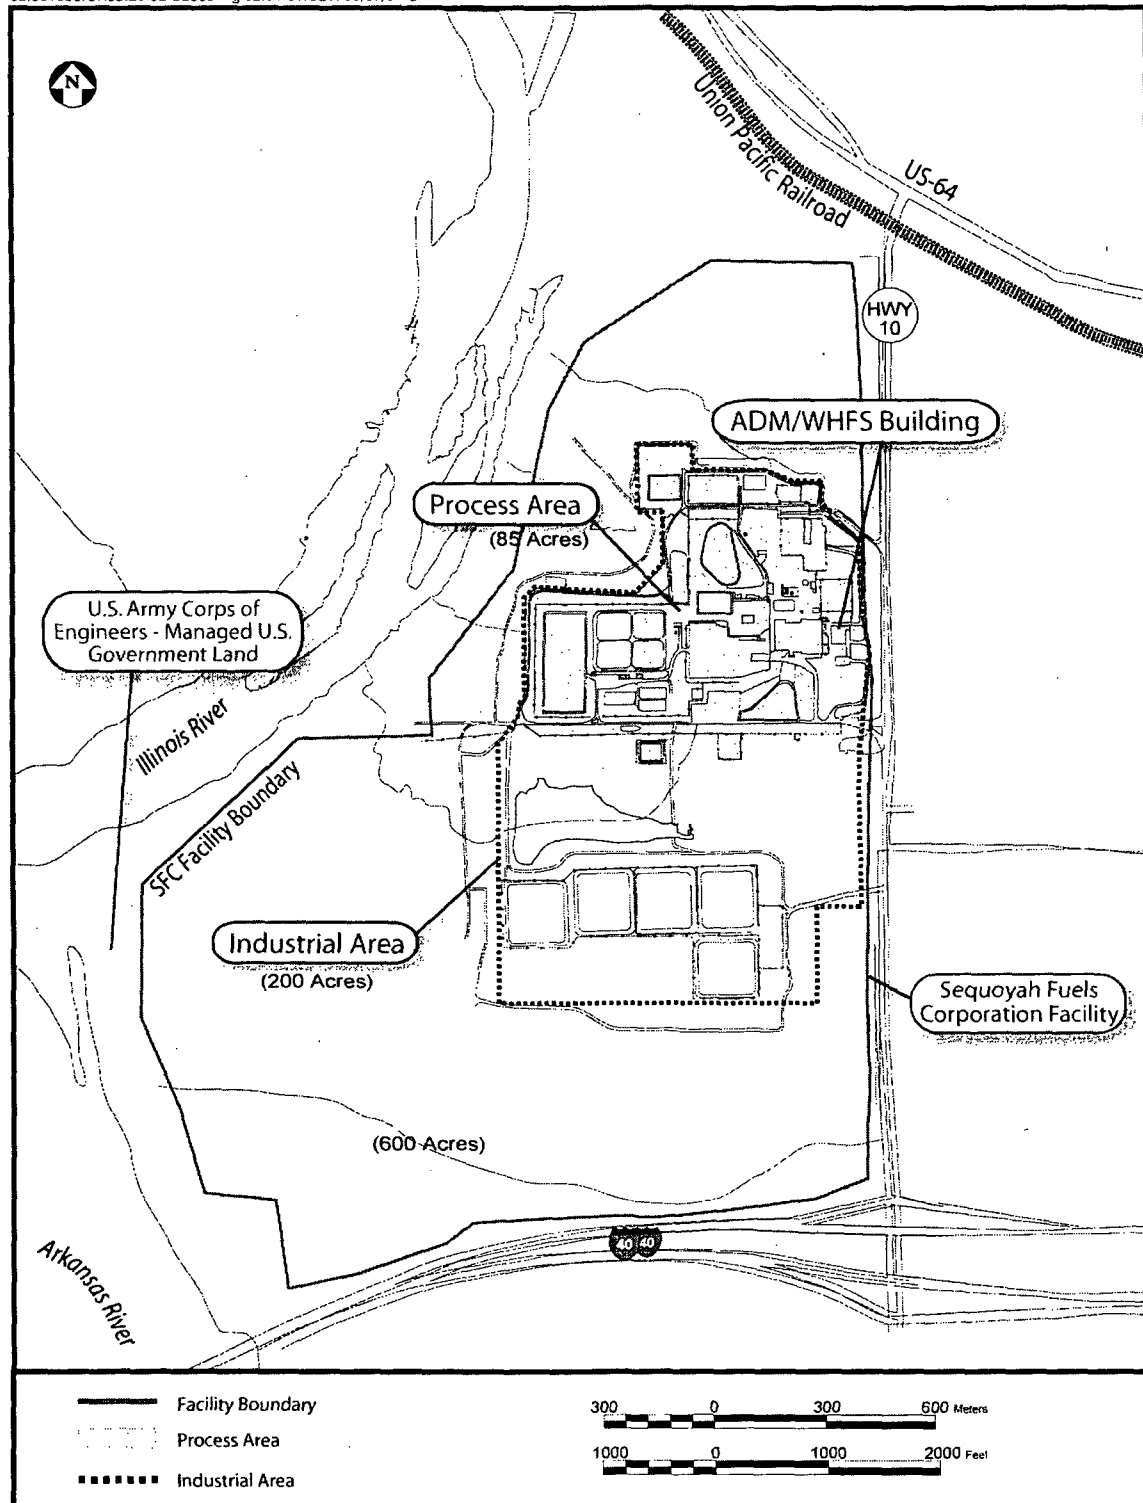 N
Union Pacific Railroad
US-64
HWY
10
ADM/WHFS Building
Process Area
(85 Acres)
U.S. Army Corps of
Engineers - Managed U.S.
Government Land
Illinois River
SFC Facility Boundary
Industrial Area
(200 Acres)
Sequoyah Fuels
Corporation Facility
(600 Acres)
40 40
Arkansas River
Facility Boundary
Process Area
Industrial Area
300 0 300 600 Meters
1000 0 1000 2000 Feet